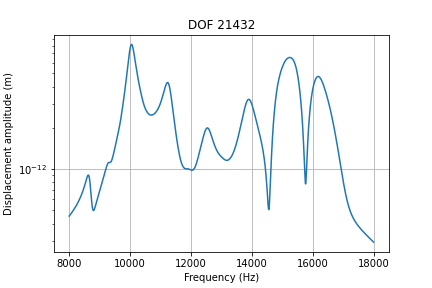 DOF 21432
Displacement amplitude (m)
10⁻¹²
8000 10000 12000 14000 16000 18000
Frequency (Hz)